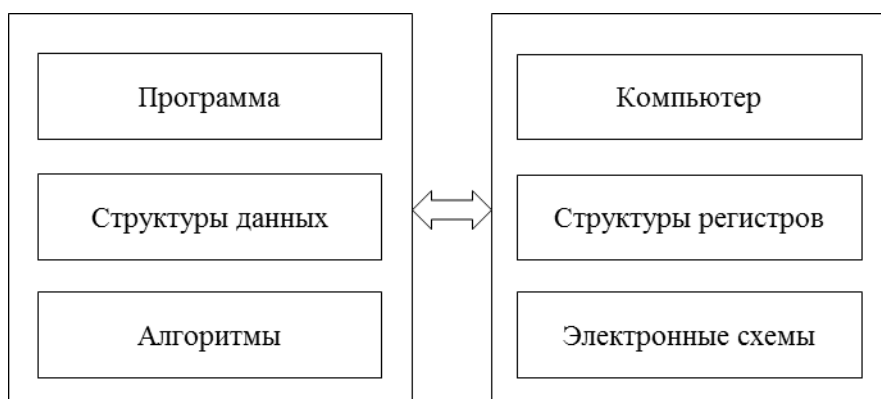 Программа
Структуры данных
Алгоритмы
Компьютер
Структуры регистров
Электронные схемы